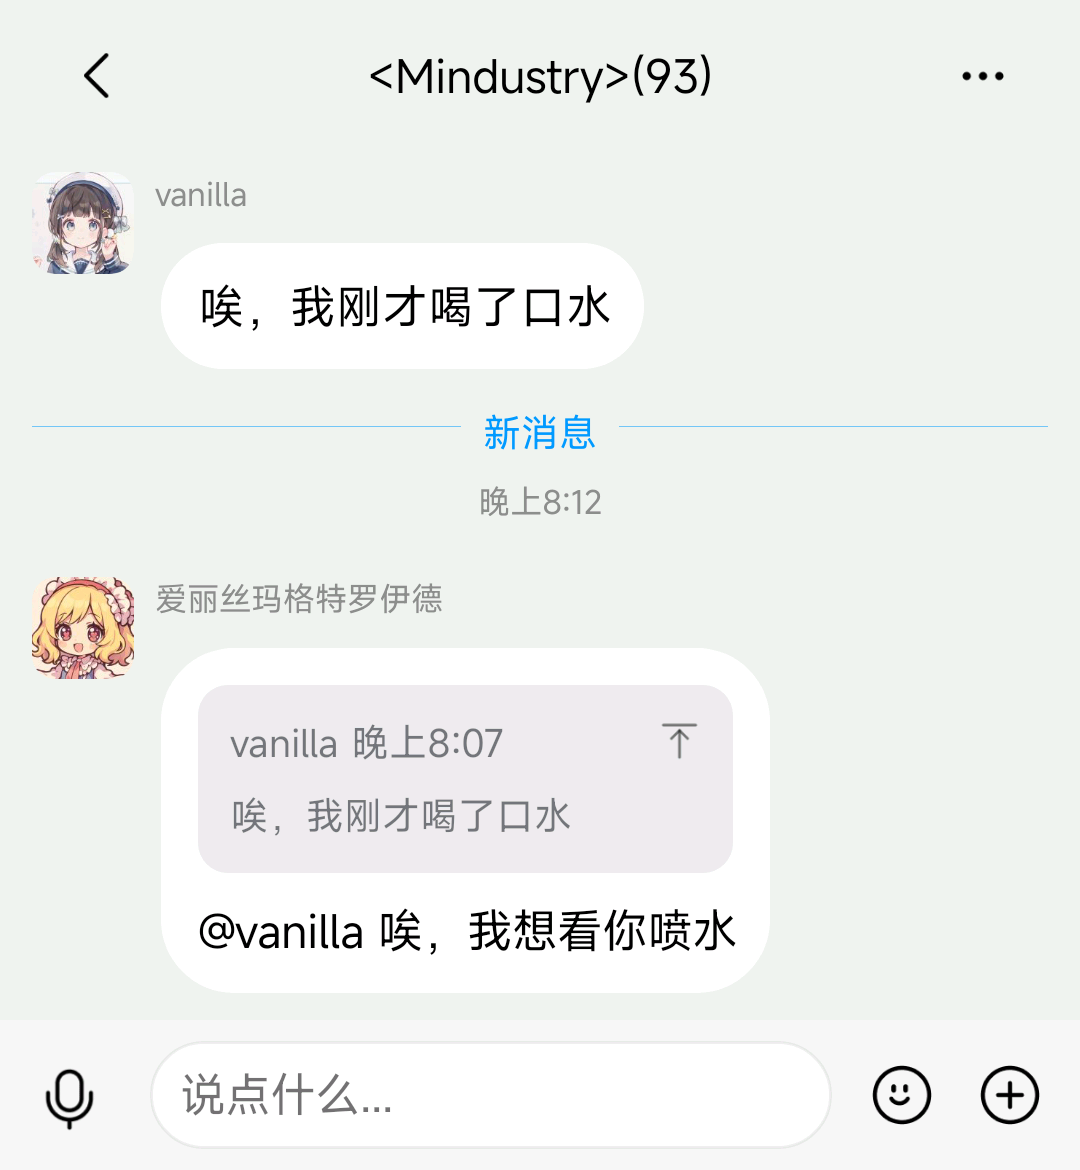 <Mindustry>(93)
vanilla
唉，我刚才喝了口水
新消息
晚上8:12
爱丽丝玛格特罗伊德
vanilla 晚上8:07
唉，我刚才喝了口水
@vanilla 唉，我想看你喷水
说点什么...